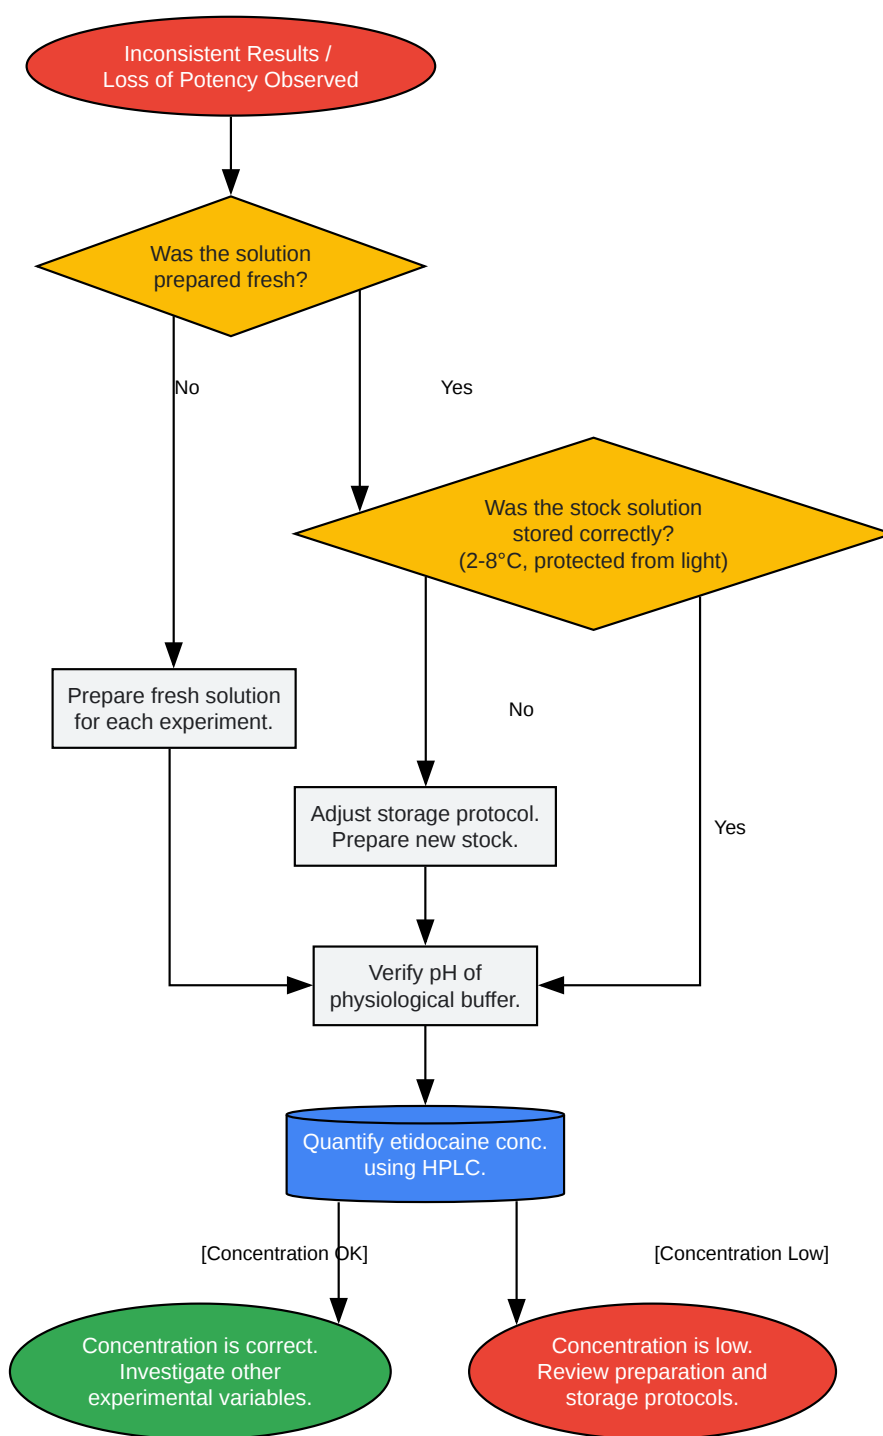 Inconsistent Results /
Loss of Potency Observed
Was the solution
prepared fresh?
No
Yes
Was the stock solution
stored correctly?
(2-8°C, protected from light)
Prepare fresh solution
for each experiment.
No
Adjust storage protocol.
Prepare new stock.
Yes
Verify pH of
physiological buffer.
Quantify etidocaine conc.
using HPLC.
[Concentration OK]
[Concentration Low]
Concentration is correct.
Investigate other
experimental variables.
Concentration is low.
Review preparation and
storage protocols.